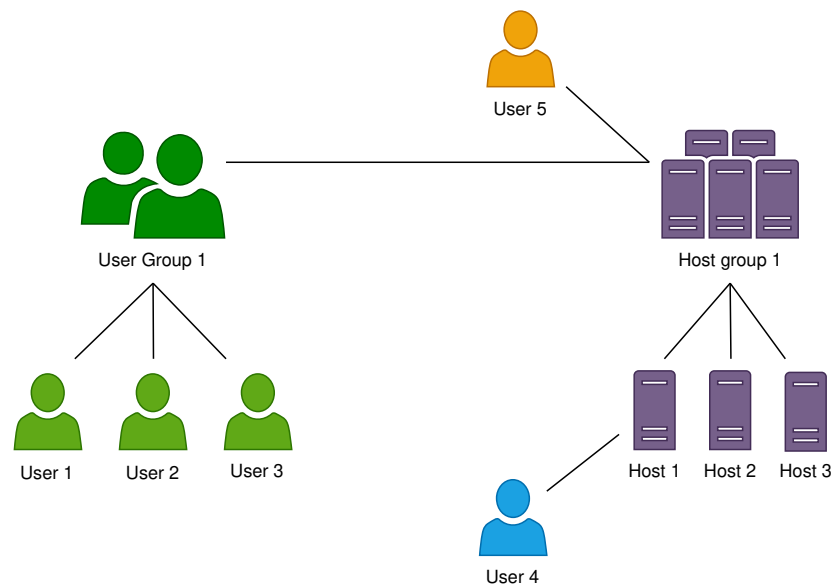 User 5
User Group 1
Host group 1
User 1
User 2
User 3
Host 1
Host 2
Host 3
User 4